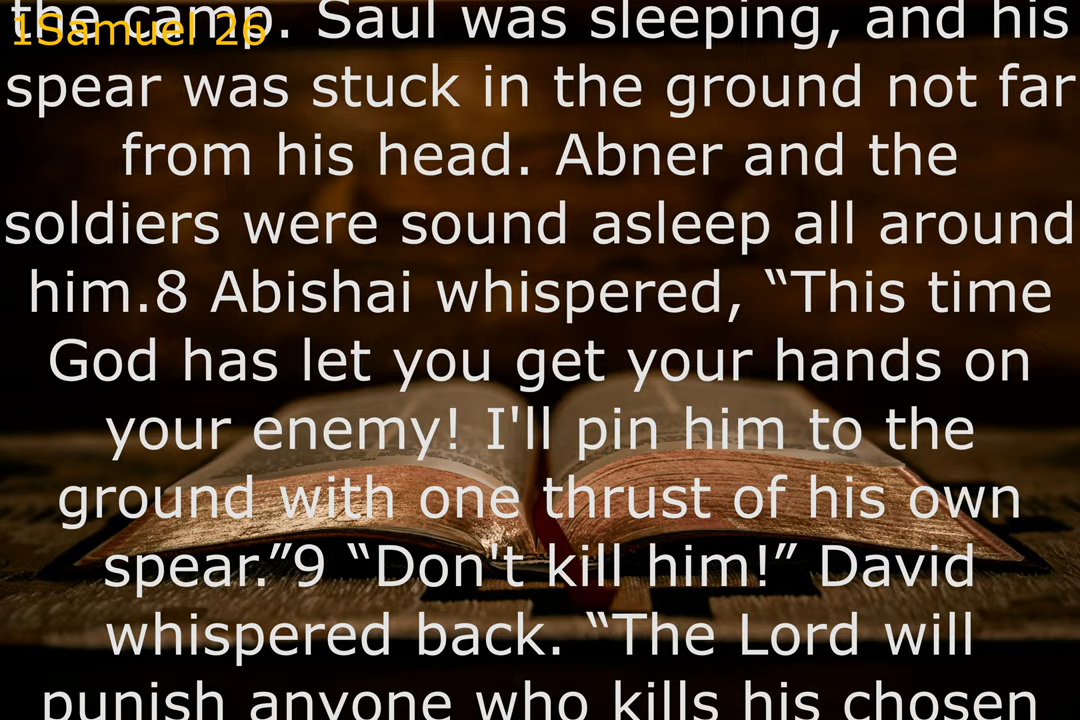 the camp. Saul was sleeping, and his
1Samuel 26
spear was stuck in the ground not far
from his head. Abner and the
soldiers were sound asleep all around
him.8 Abishai whispered, “This time
God has let you get your hands on
your enemy! I'll pin him to the
ground with one thrust of his own
spear.”9 “Don't kill him!” David
whispered back. “The Lord will
punish anyone who kills his chosen